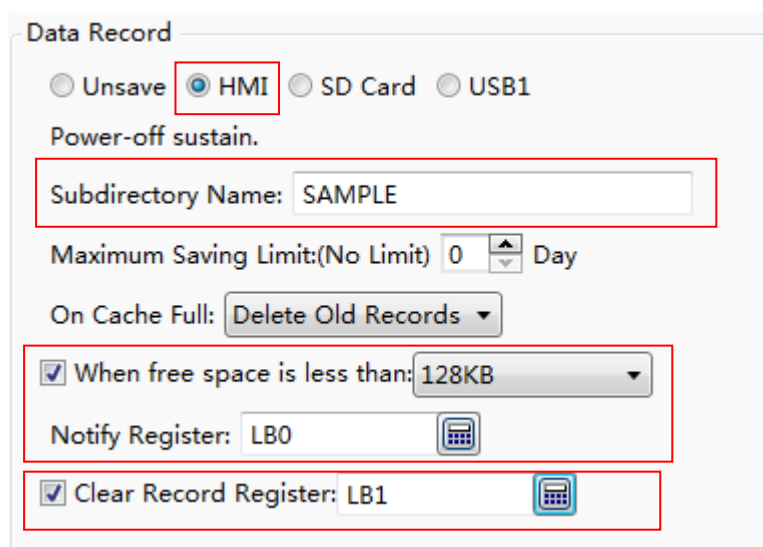 Data Record
Unsave HMI SD Card USB1
Power-off sustain.
Subdirectory Name: SAMPLE
Maximum Saving Limit:(No Limit) 0 Day
On Cache Full: Delete Old Records
When free space is less than: 128KB
Notify Register: LB0
Clear Record Register: LB1